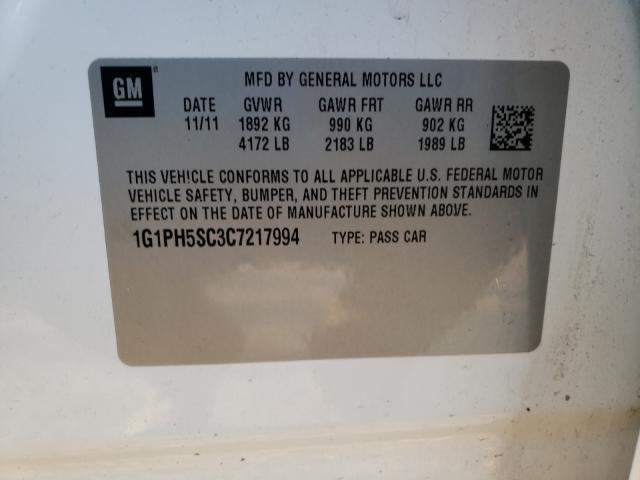 GM
MFD BY GENERAL MOTORS LLC
DATE GVWR GAWR FRT GAWR RR
11/11 1892 KG 990 KG 902 KG
4172 LB 2183 LB 1989 LB
THIS VEHICLE CONFORMS TO ALL APPLICABLE U.S. FEDERAL MOTOR
VEHICLE SAFETY, BUMPER, AND THEFT PREVENTION STANDARDS IN
EFFECT ON THE DATE OF MANUFACTURE SHOWN ABOVE.
1G1PH5SC3C7217994 TYPE: PASS CAR